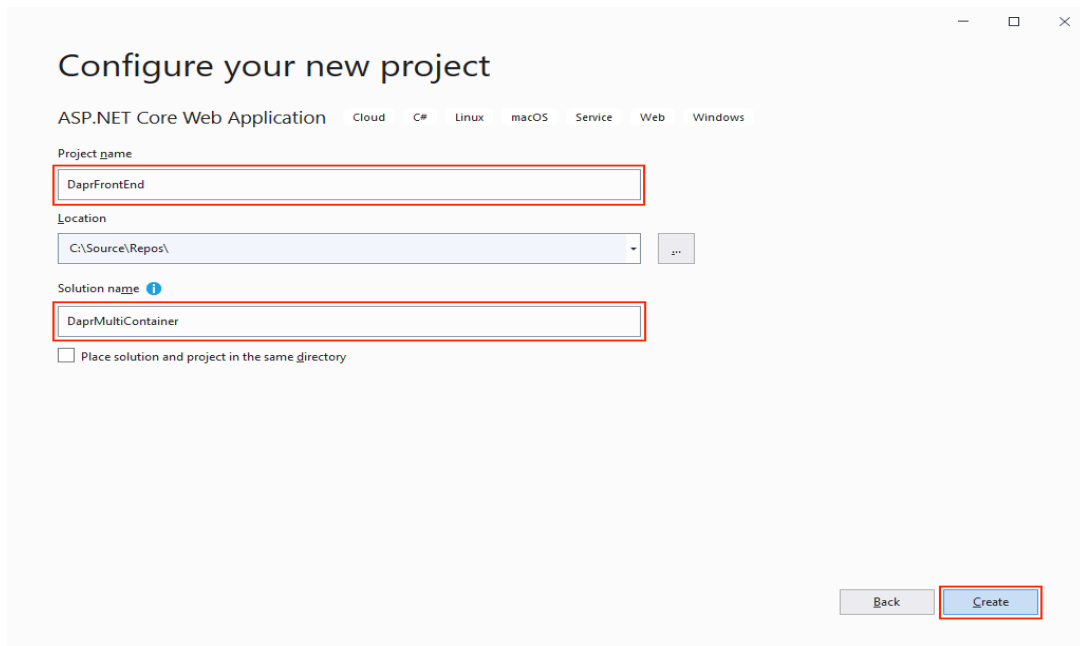 Configure your new project
ASP.NET Core Web Application Cloud C# Linux macOS Service Web Windows
Project name
DaprFrontEnd
Location
C:\Source\Repos\
...
Solution name
DaprMultiContainer
Place solution and project in the same directory
Back Create